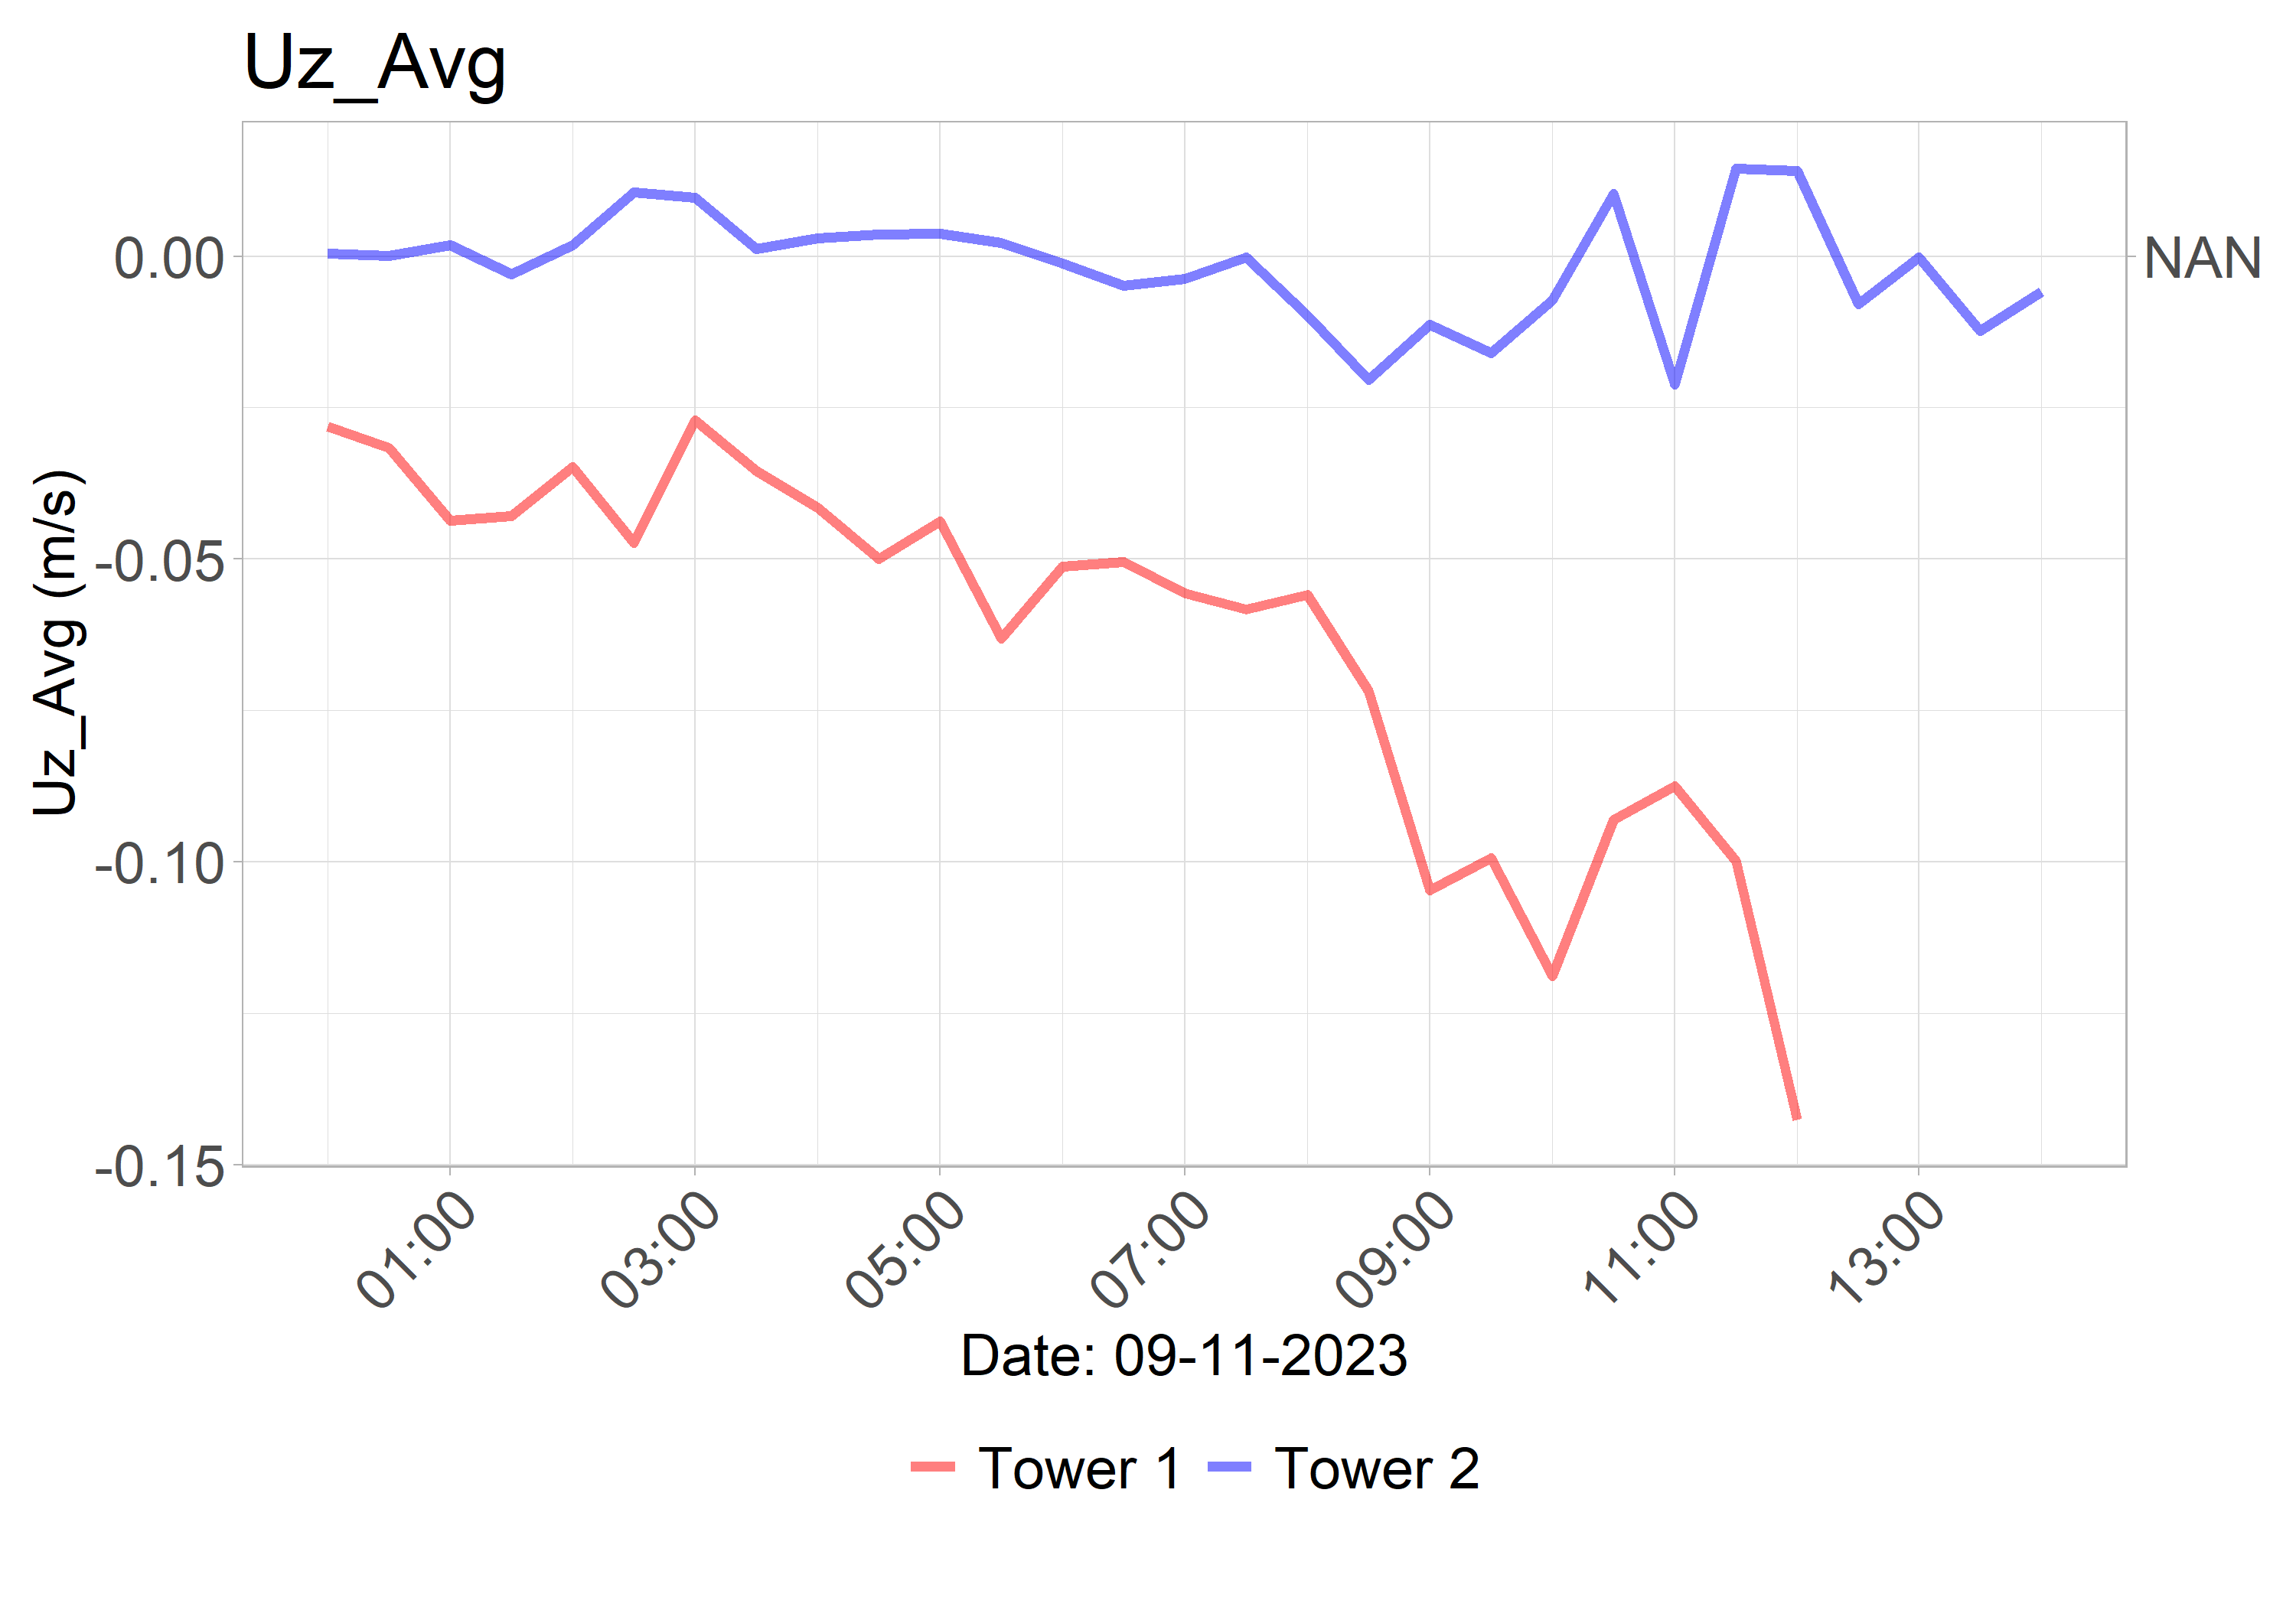 Uz_Avg
Uz_Avg (m/s)
0.00
-0.05
-0.10
-0.15
NAN
01:00 03:00 05:00 07:00 09:00 11:00 13:00
Date: 09-11-2023
Tower 1 Tower 2